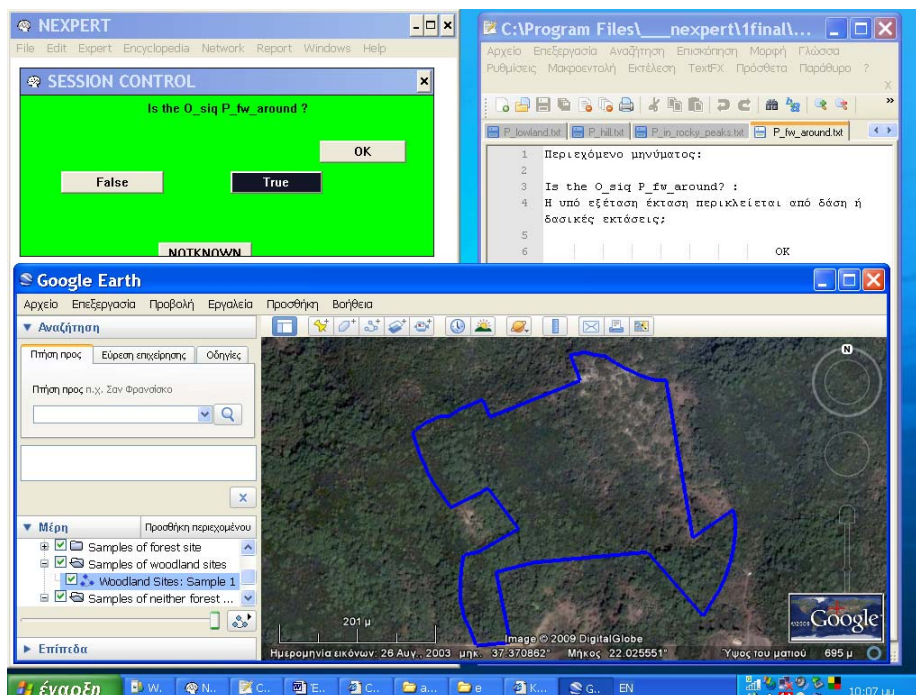 NEXPERT
File Edit Expert Encyclopedia Network Report Windows Help
SESSION CONTROL
Is the O_siq P_fw_around ?
OK
False
True
NOTKNOWN
C:\Program Files\___nexpert\1final\...
Αρχείο Επεξεργασία Αναζήτηση Επισκόπηση Μορφή Γλώσσα
Ρυθμίσεις Μακροεντολή Εκτέλεση TextFX Πρόσθετα Παράθυρο ?
X
P_lowland.txt P_hill.txt P_in_rocky_peaks.txt P_fw_around.txt
1 Περιεχόμενο μηνύματος:
2
3 Is the O_siq P_fw_around? :
4 Η υπό εξέταση έκταση περικλείεται από δάση ή
δασικές εκτάσεις;
5
6 OK
Google Earth
Αρχείο Επεξεργασία Προβολή Εργαλεία Προσθήκη Βοήθεια
Αναζήτηση
Πτήση προς Εύρεση επιχείρησης Οδηγίες
Πτήση προς π.χ. Σαν Φρανσίσκο
Μέρη Προσθήκη περιεχομένου
Samples of forest site
Samples of woodland sites
Woodland Sites: Sample 1
Samples of neither forest ...
Επίπεδα
N
201 μ
Image © 2009 DigitalGlobe
©2009 Google
Ημερομηνία εικόνων: 26 Αυγ., 2003 μηκ. 37.370862° Μήκος 22.025551° Ύψος του ματιού 695 μ
έναρξη W. N.. C.. Έ.. C.. a... e K... G.. EN 10:07 μμ